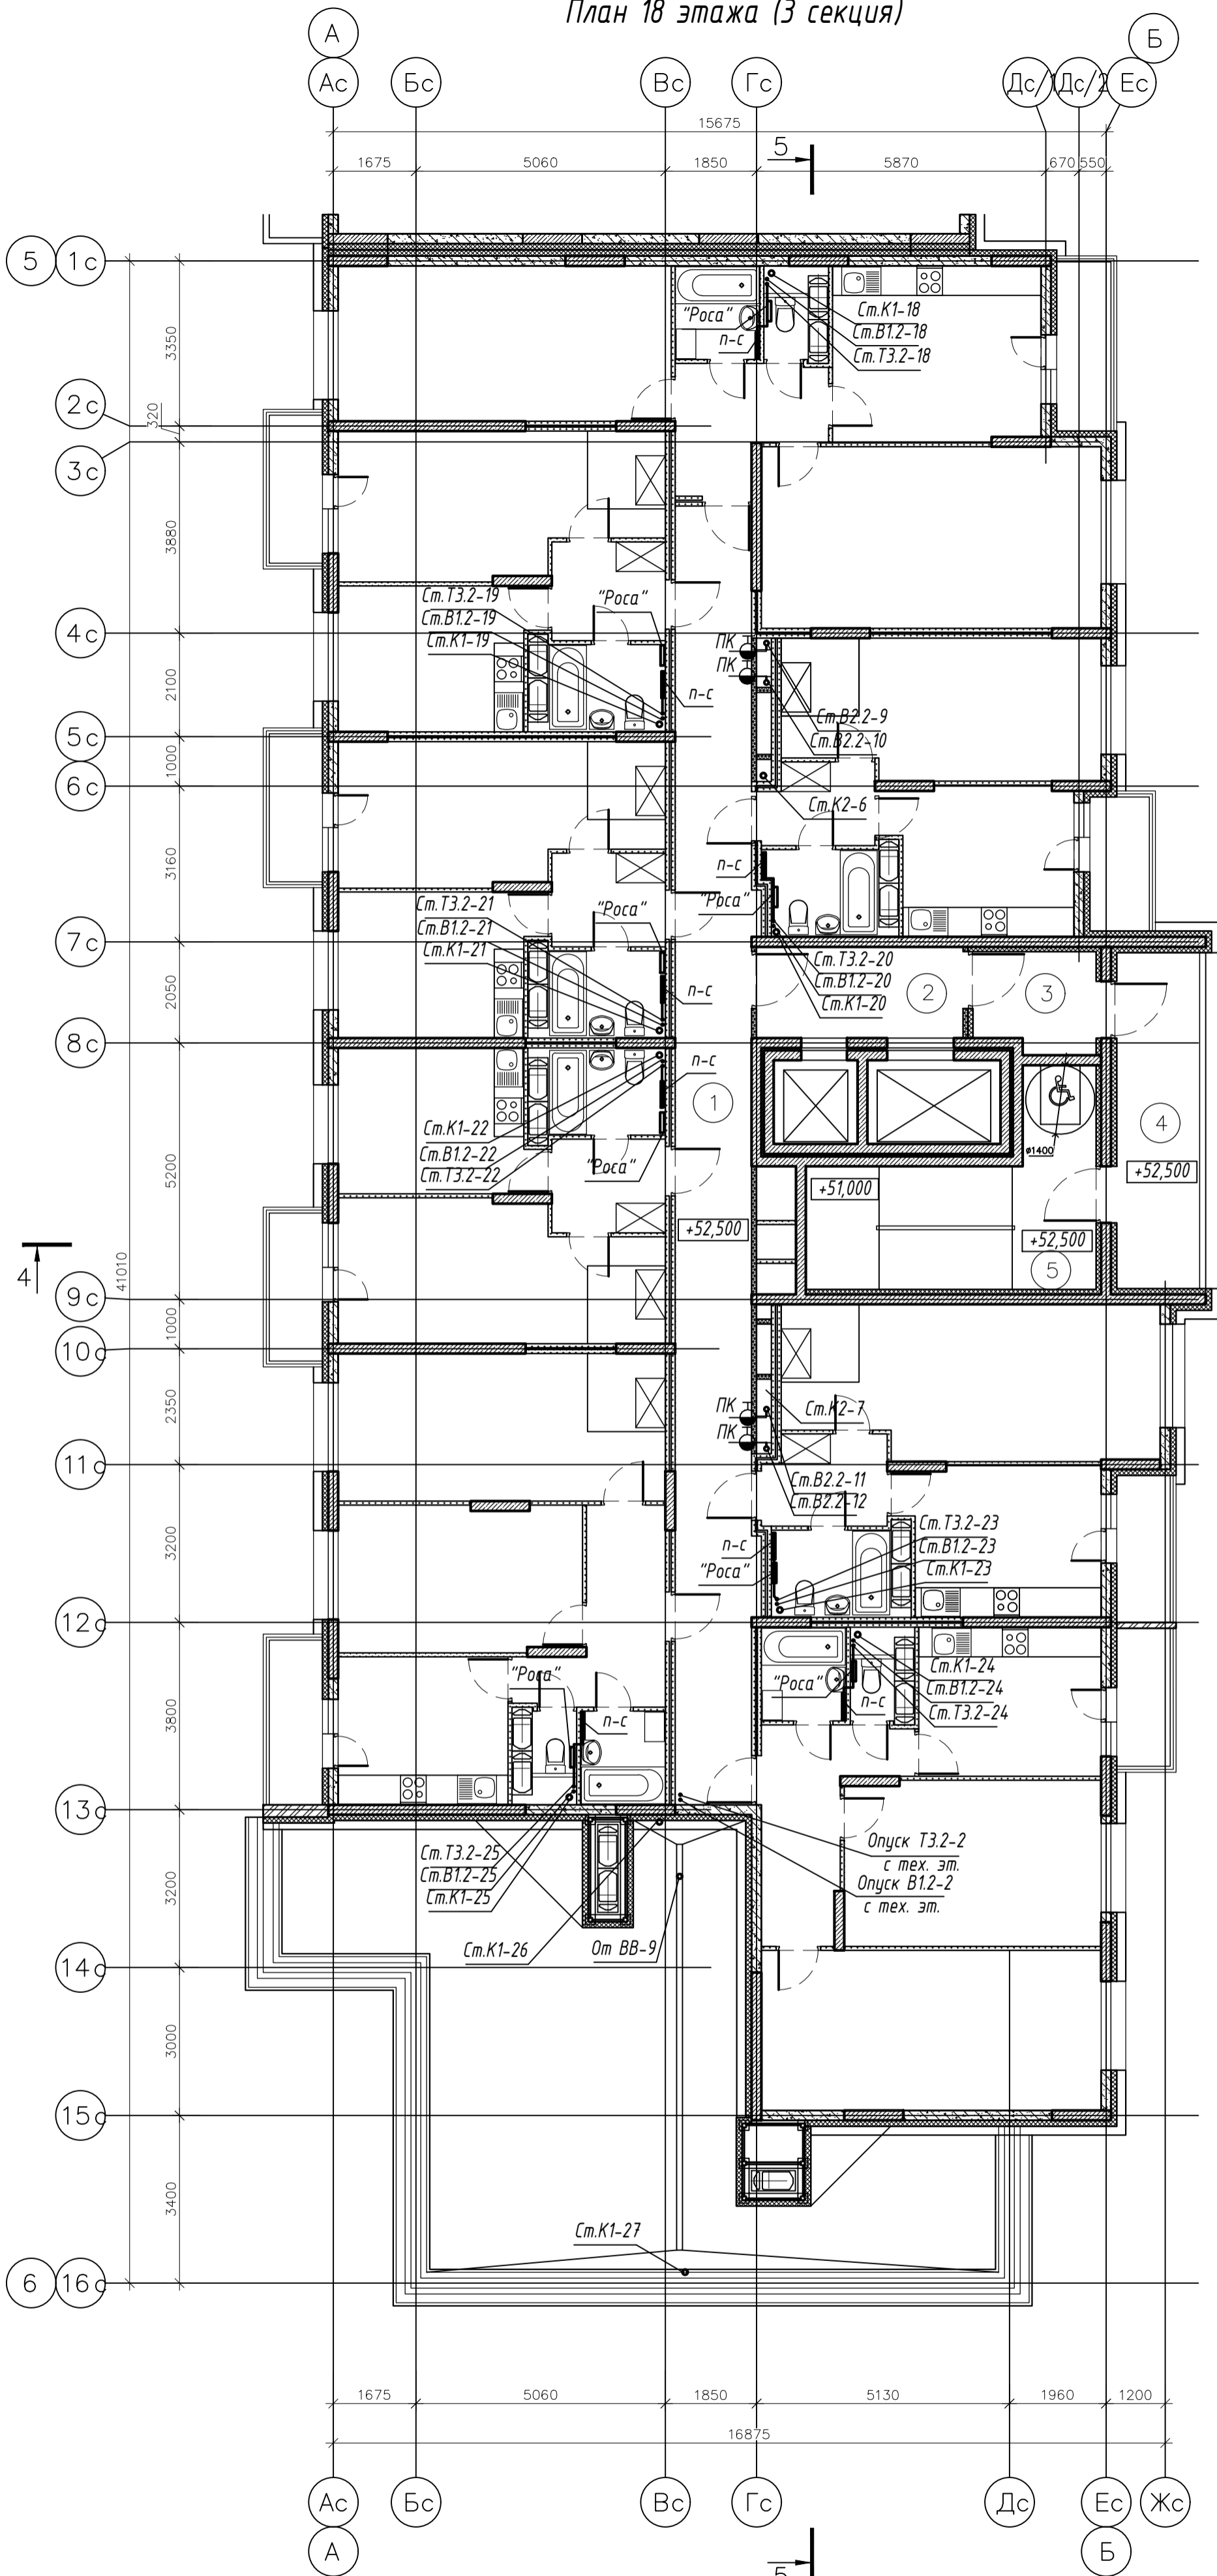 План 18 этажа (3 секция)
А
Б
Ас
Бс
Вс
Гс
Дс/1
Дс/2
Ес
15675
1675
5060
1850
5870
670
550
5
5
1с
3350
"Роса"
п-с
Ст.К1-18
Ст.В1.2-18
Ст.Т3.2-18
2с
320
3с
3880
Ст.Т3.2-19
Ст.В1.2-19
Ст.К1-19
"Роса"
4с
ПК
ПК
п-с
2100
Ст.В2.2-9
Ст.В2.2-10
5с
1000
6с
Ст.К2-6
3160
п-с
"Роса"
Ст.Т3.2-21
Ст.В1.2-21
Ст.К1-21
"Роса"
7с
Ст.Т3.2-20
Ст.В1.2-20
Ст.К1-20
п-с
2050
2
3
8с
п-с
1
Ст.К1-22
Ст.В1.2-22
Ст.Т3.2-22
"Роса"
ø1400
4
+52,500
5200
+51,000
+52,500
+52,500
5
4
41010
9с
1000
10с
2350
ПК
ПК
Ст.К2-7
11с
Ст.В2.2-11
Ст.В2.2-12
3200
п-с
"Роса"
Ст.Т3.2-23
Ст.В1.2-23
Ст.К1-23
12с
"Роса"
п-с
"Роса"
п-с
Ст.К1-24
Ст.В1.2-24
Ст.Т3.2-24
3800
13с
Ст.Т3.2-25
Ст.В1.2-25
Ст.К1-25
Опуск Т3.2-2
с тех. эт.
Опуск В1.2-2
с тех. эт.
3200
Ст.К1-26
От ВВ-9
14с
3000
15с
3400
Ст.К1-27
6
16с
1675
5060
1850
5130
1960
1200
16875
Ас
Бс
Вс
Гс
Дс
Ес
Жс
А
Б
5